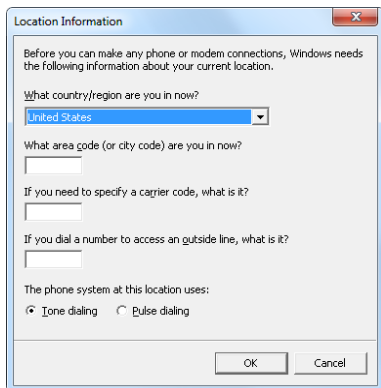 Location Information
Before you can make any phone or modem connections, Windows needs
the following information about your current location.
What country/region are you in now?
United States
What area code (or city code) are you in now?
If you need to specify a carrier code, what is it?
If you dial a number to access an outside line, what is it?
The phone system at this location uses:
Tone dialing Pulse dialing
OK Cancel